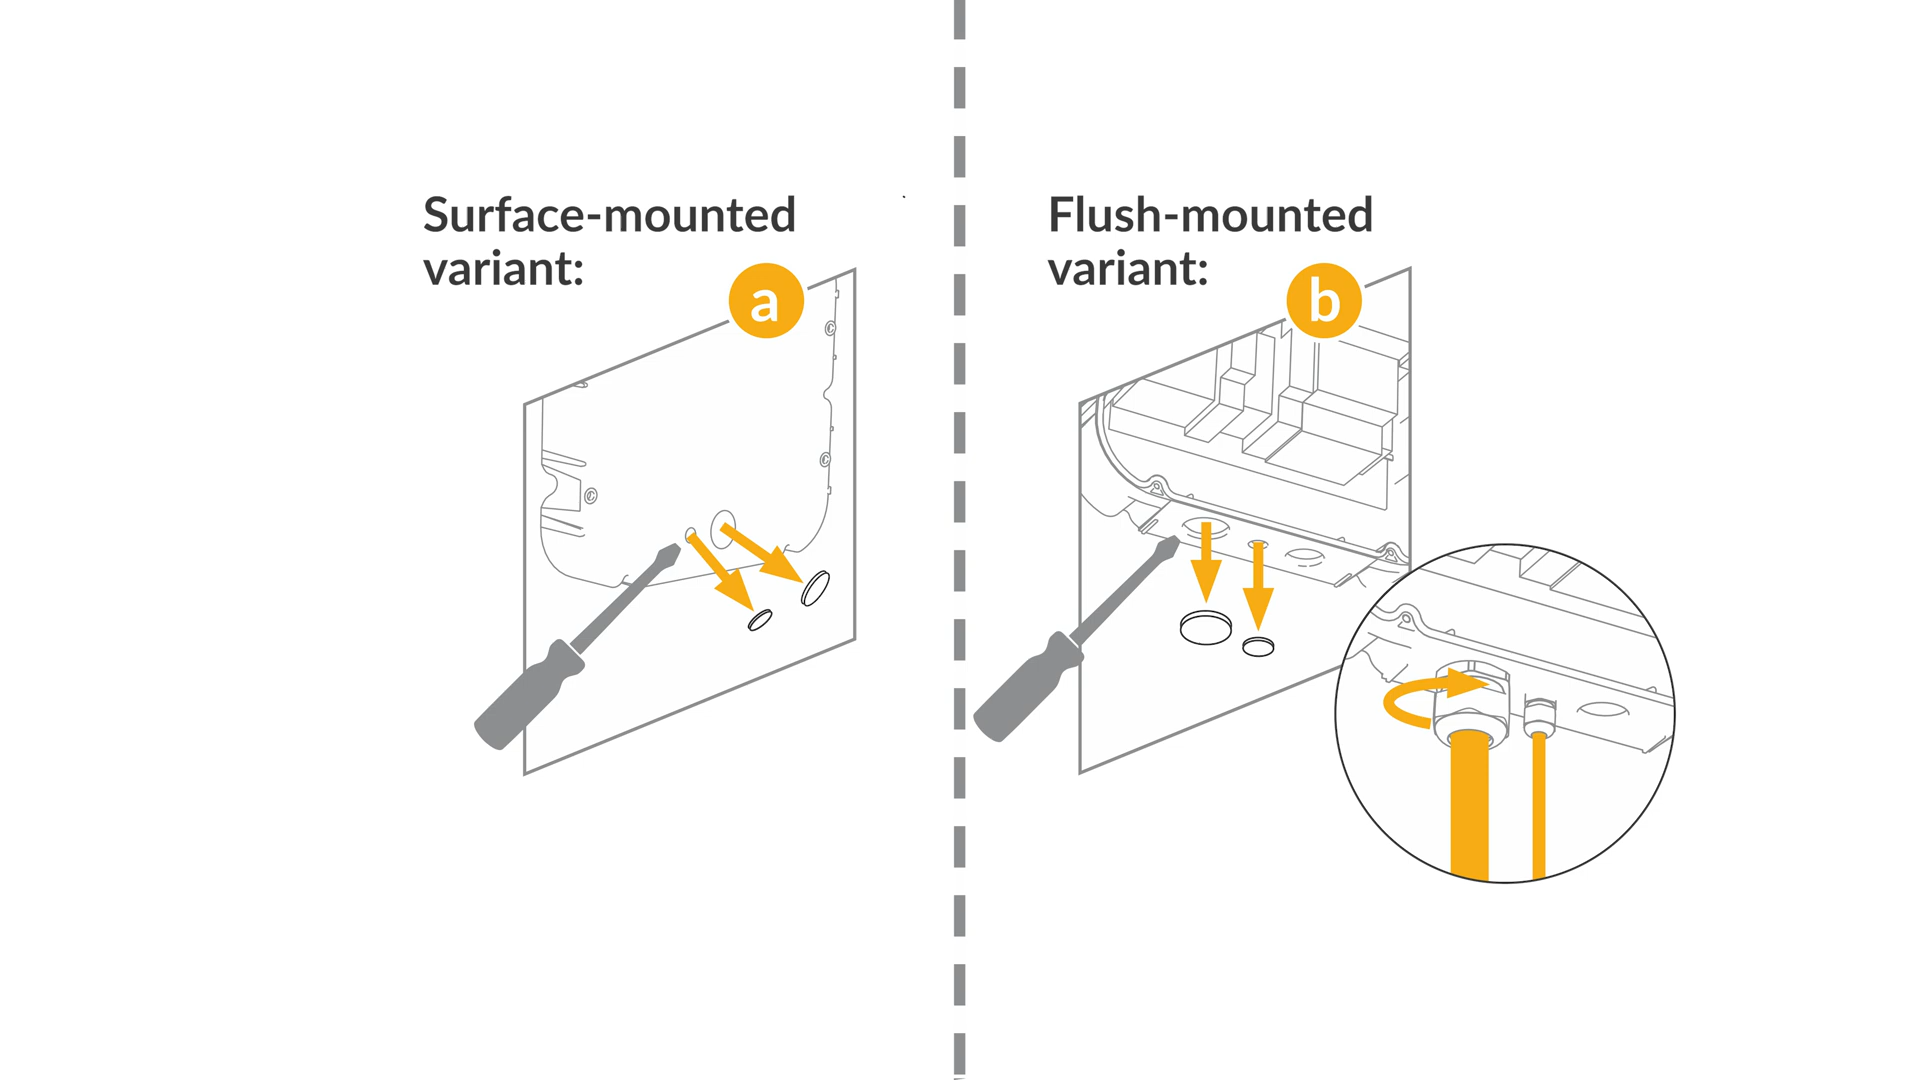 Surface-mounted
variant:
a
Flush-mounted
variant:
b